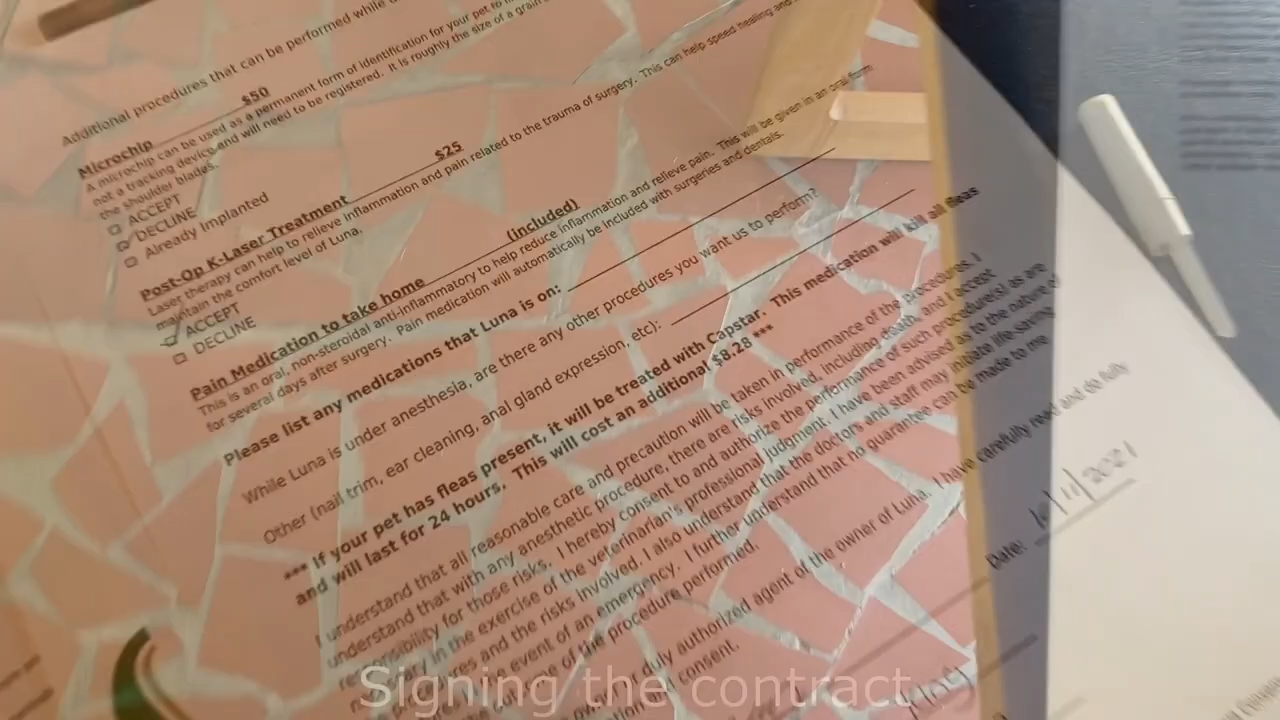 Additional procedures that can be performed while
Microchip $50
A microchip can be used as a permanent form of identification for your pet
not a tracking device and will need to be registered. It is roughly the size of a grain
the shoulder blades.
ACCEPT
DECLINE
Already Implanted
Post-Op K-Laser Treatment $25
Laser therapy can help to relieve inflammation and pain related to the trauma of surgery. This can help speed healing and
maintain the comfort level of Luna.
ACCEPT
DECLINE
Pain Medication to take home (included)
This is an oral, non-steroidal anti-inflammatory to help reduce inflammation and relieve pain. This will be given in an oral form
for several days after surgery. Pain medication will automatically be included with surgeries and dentals.
Please list any medications that Luna is on:
While Luna is under anesthesia, are there any other procedures you want us to perform?
Other (nail trim, ear cleaning, anal gland expression, etc):
*** If your pet has fleas present, it will be treated with Capstar. This medication will kill all fleas
and will last for 24 hours. This will cost an additional $8.28 ***
I understand that all reasonable care and precaution will be taken in performance of the procedures. I
understand that with any anesthetic procedure, there are risks involved, including death, and I accept
responsibility for those risks. I hereby consent to and authorize the performance of such procedure(s) as are
in the exercise of the veterinarian's professional judgment. I have been advised as to the nature of
and the risks involved. I also understand that the doctors and staff may initiate life-saving
event of an emergency. I further understand that no guarantee can be made to me
of the procedure performed.
or duly authorized agent of the owner of Luna. I have carefully read and do fully
and consent.
Date: 2021
Signing the contract